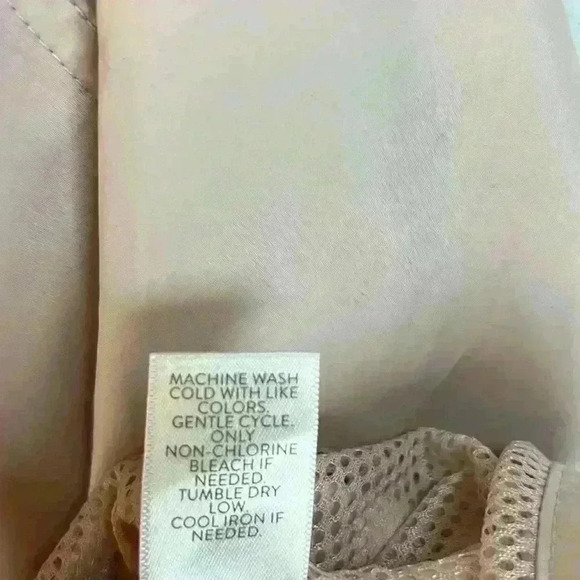 MACHINE WASH
COLD WITH LIKE
COLORS.
GENTLE CYCLE.
ONLY
NON-CHLORINE
BLEACH IF
NEEDED.
TUMBLE DRY
LOW.
COOL IRON IF
NEEDED.